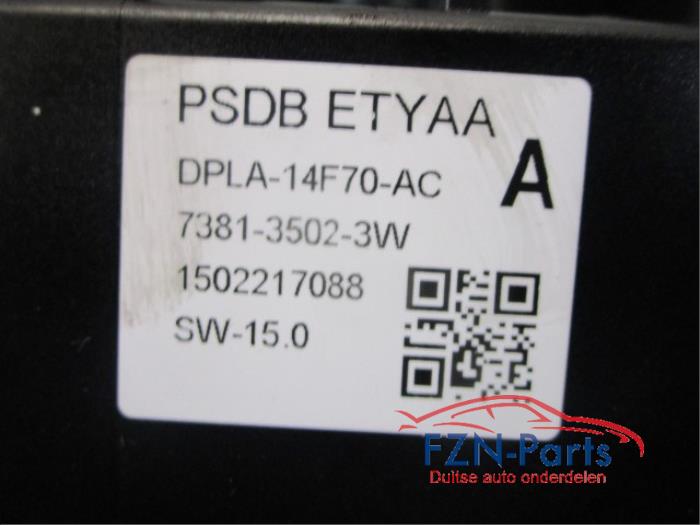 PSDB ETYAA
A
DPLA-14F70-AC
7381-3502-3W
1502217088
SW-15.0
FZN-Parts
Duitse auto onderdelen